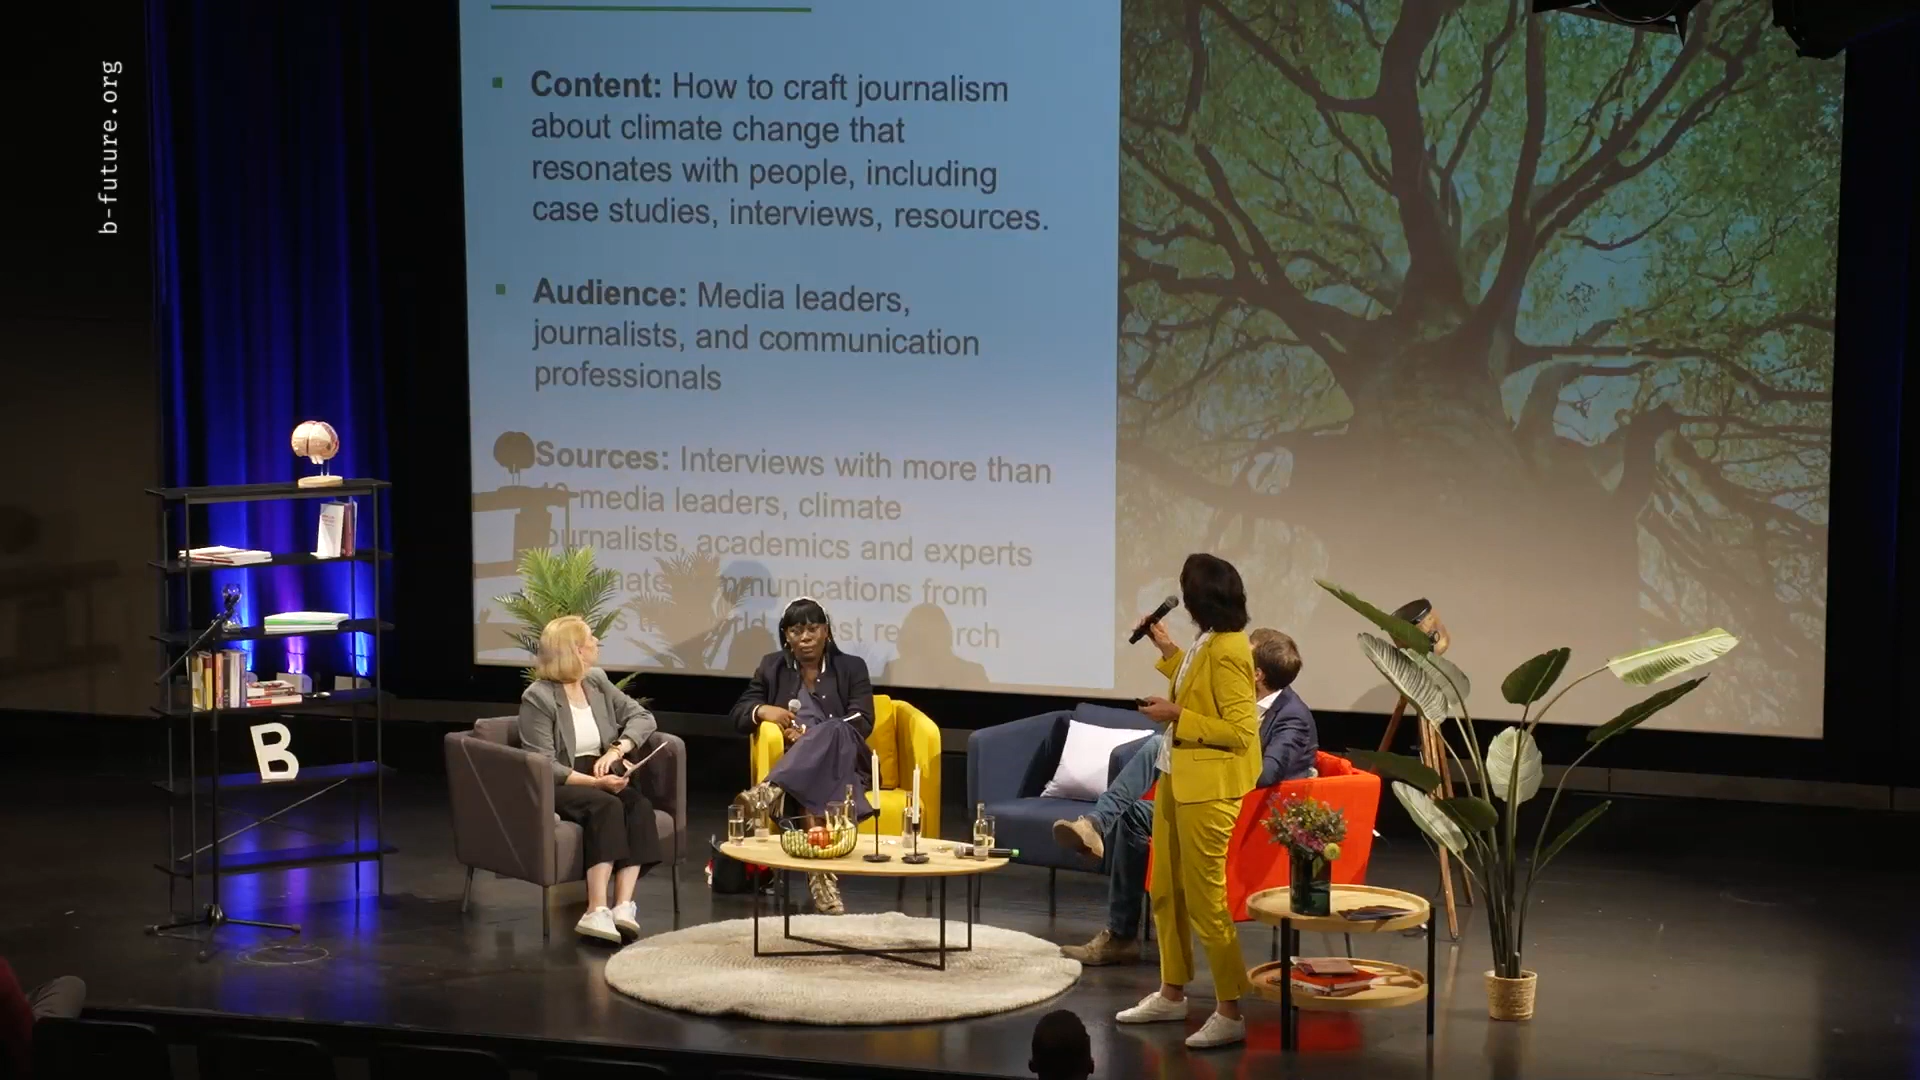 b-future.org
Content: How to craft journalism
about climate change that
resonates with people, including
case studies, interviews, resources.
Audience: Media leaders,
journalists, and communication
professionals
Sources: Interviews with more than
media leaders, climate
journalists, academics and experts
from
B